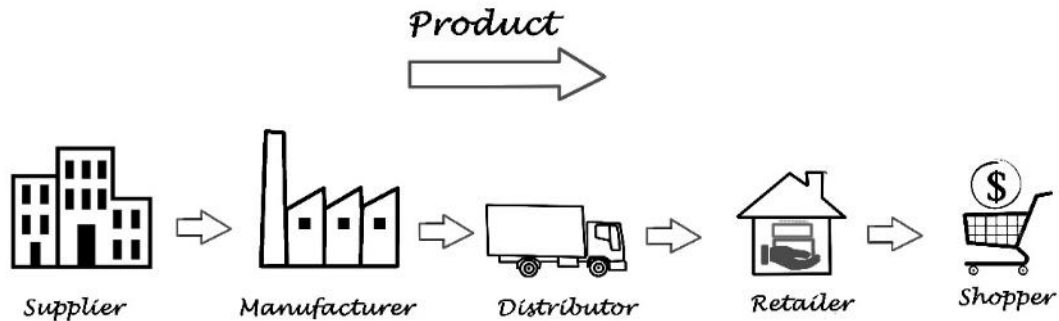 Product
$
Supplier
Manufacturer
Distributor
Retailer
Shopper